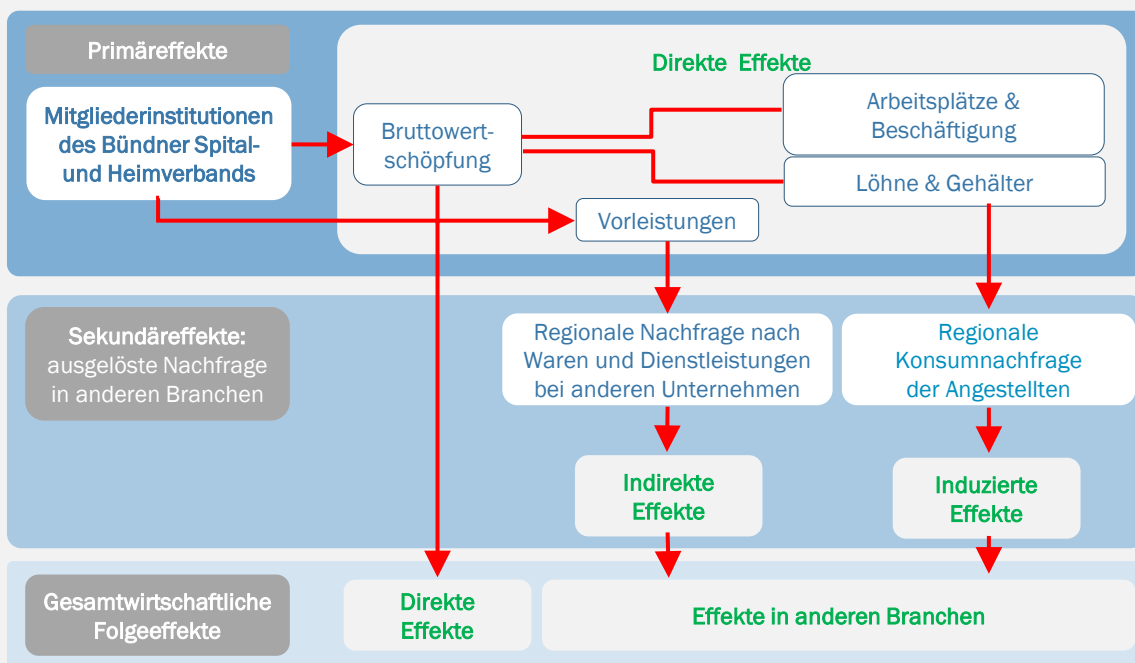 Primäreffekte
Direkte Effekte
Mitgliederinstitutionen
des Bündner Spital-
und Heimverbands
Bruttowert-
schöpfung
Arbeitsplätze &
Beschäftigung
Löhne & Gehälter
Vorleistungen
Sekundäreffekte:
ausgelöste Nachfrage
in anderen Branchen
Regionale Nachfrage nach
Waren und Dienstleistungen
bei anderen Unternehmen
Regionale
Konsumnachfrage
der Angestellten
Indirekte
Effekte
Induzierte
Effekte
Gesamtwirtschaftliche
Folgeeffekte
Direkte
Effekte
Effekte in anderen Branchen